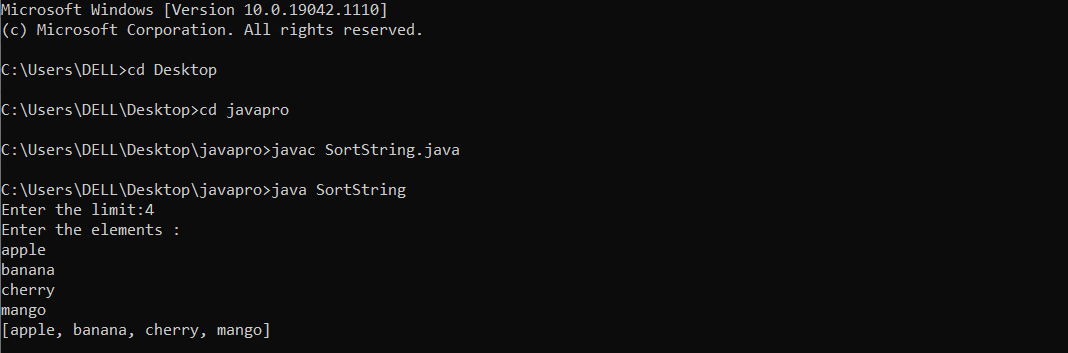 Microsoft Windows [Version 10.0.19042.1110]
(c) Microsoft Corporation. All rights reserved.
C:\Users\DELL>cd Desktop
C:\Users\DELL\Desktop>cd javapro
C:\Users\DELL\Desktop\javapro>javac SortString.java
C:\Users\DELL\Desktop\javapro>java SortString
Enter the limit:4
Enter the elements :
apple
banana
cherry
mango
[apple, banana, cherry, mango]